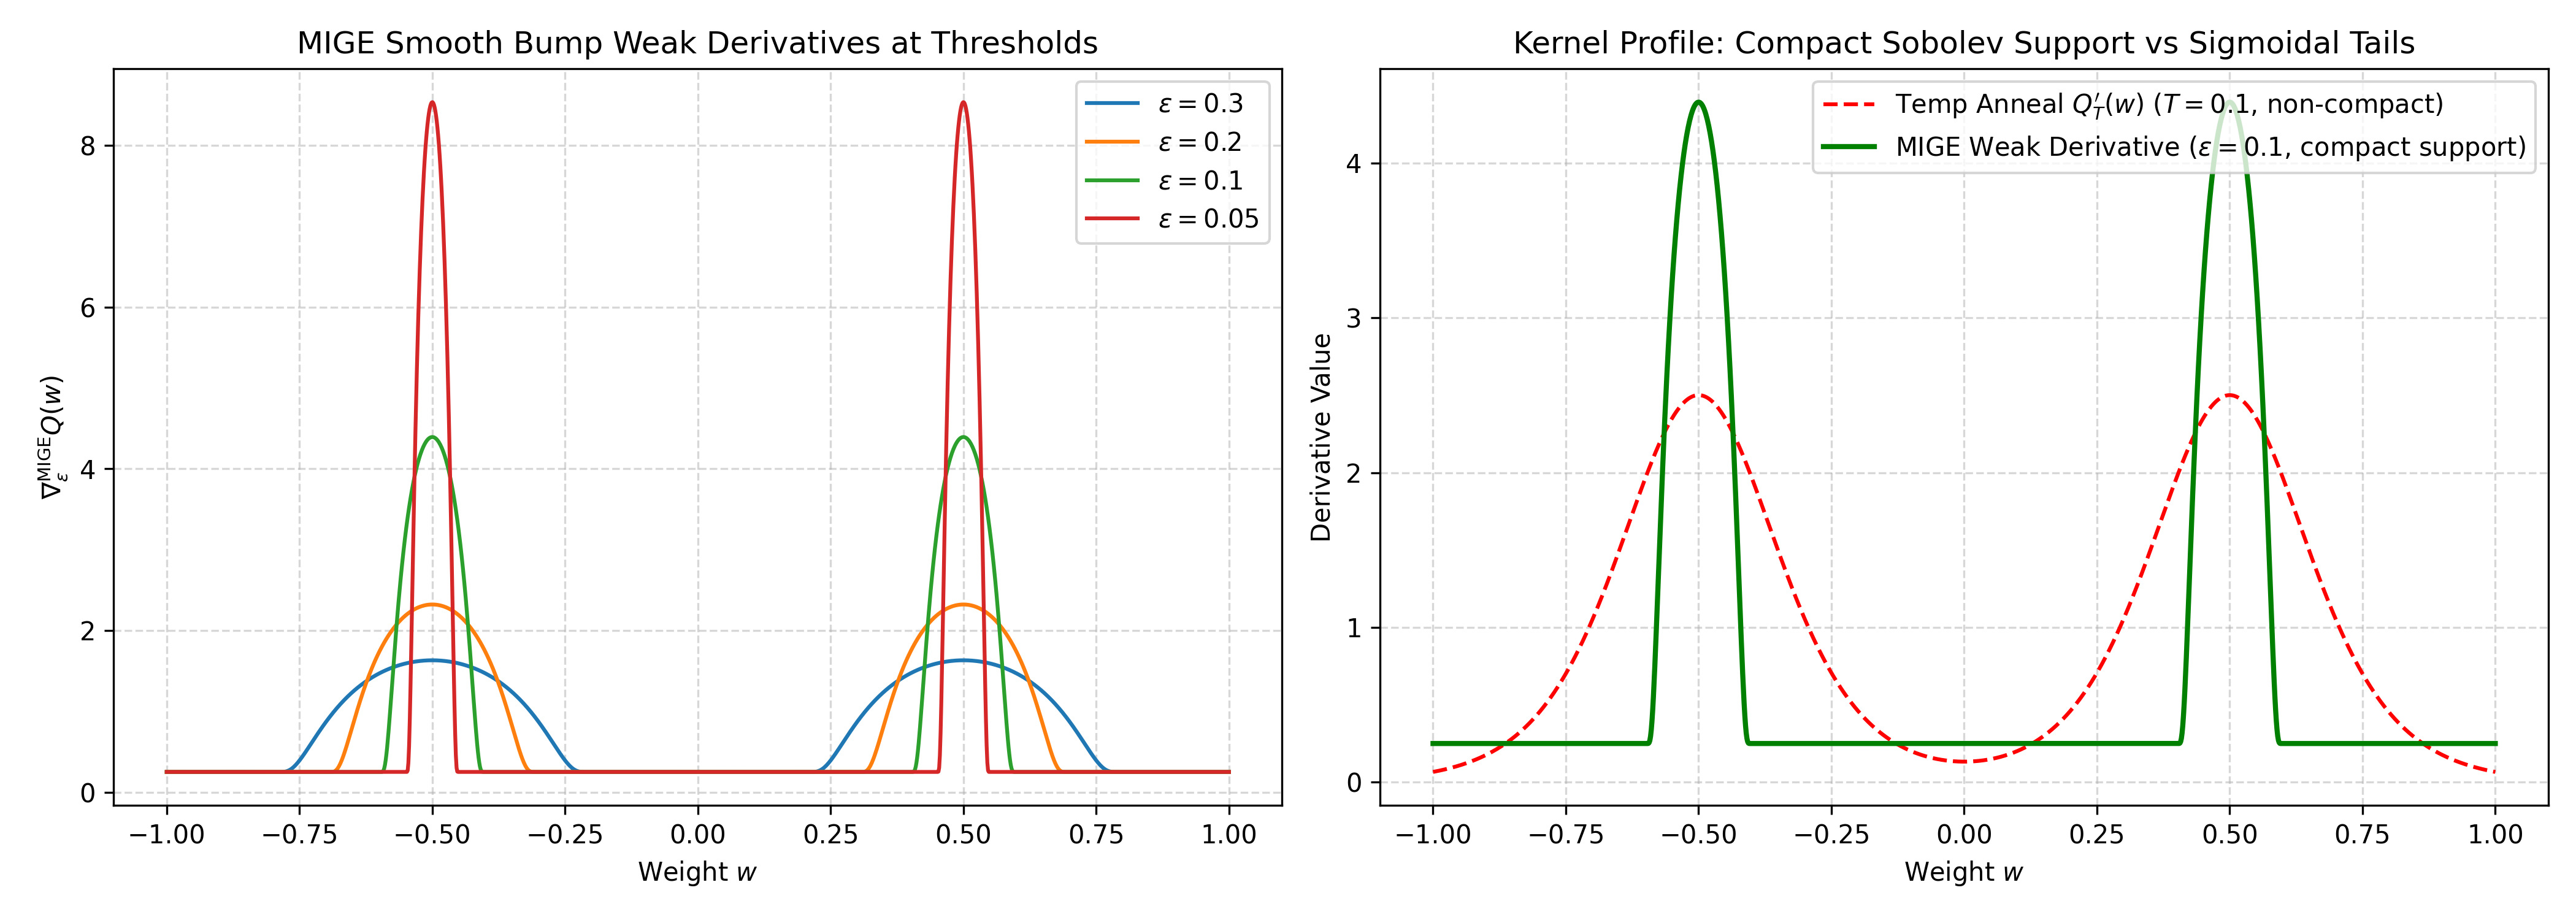 MIGE Smooth Bump Weak Derivatives at Thresholds
∇_ε^MIGE Q(w)
8
6
4
2
0
ε = 0.3
ε = 0.2
ε = 0.1
ε = 0.05
−1.00 −0.75 −0.50 −0.25 0.00 0.25 0.50 0.75 1.00
Weight w
Kernel Profile: Compact Sobolev Support vs Sigmoidal Tails
Derivative Value
4
3
2
1
0
Temp Anneal Q′_T(w) (T = 0.1, non-compact)
MIGE Weak Derivative (ε = 0.1, compact support)
−1.00 −0.75 −0.50 −0.25 0.00 0.25 0.50 0.75 1.00
Weight w